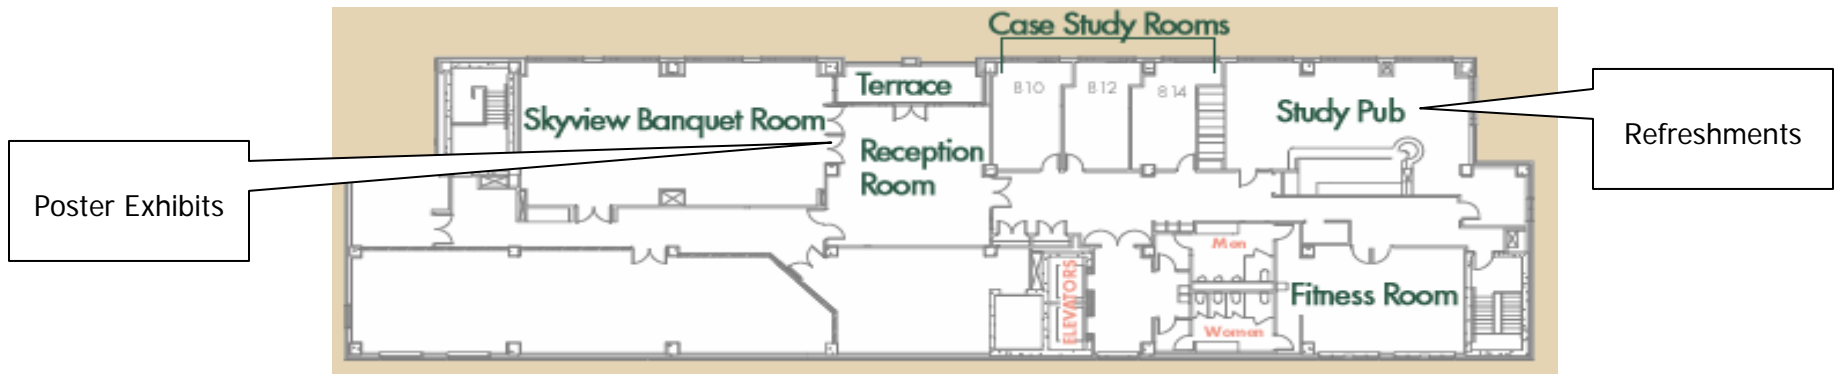 Case Study Rooms
Terrace
B10
B12
B14
Skyview Banquet Room
Study Pub
Refreshments
Reception
Room
Poster Exhibits
Men
ELEVATORS
Fitness Room
Women